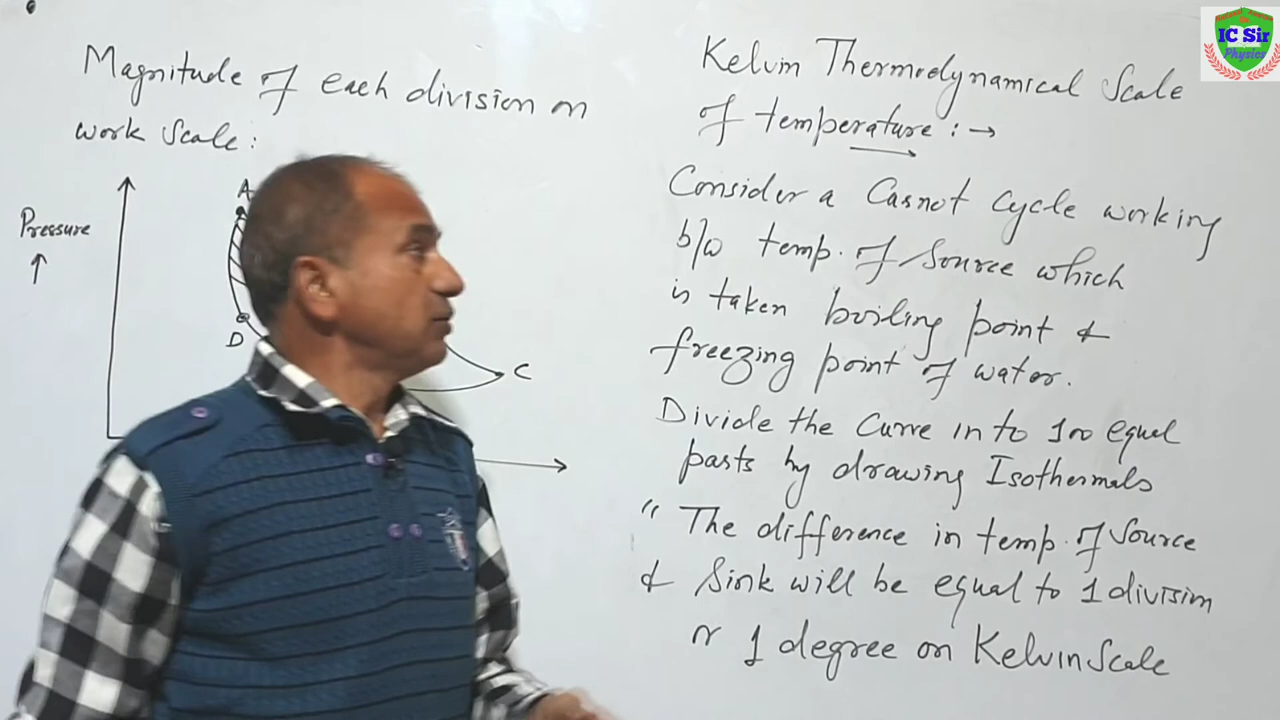 Magnitude of each division on
work Scale:
Pressure
A
D
C
Kelvin Thermodynamical Scale
of temperature : →
Consider a Carnot Cycle working
b/w temp. of Source which
is taken boiling point &
freezing point of water.
Divide the Curve in to 100 equal
parts by drawing Isothermals
" The difference in temp. of Source
& Sink will be equal to 1 division
or 1 degree on Kelvin Scale
IC Sir
Physics